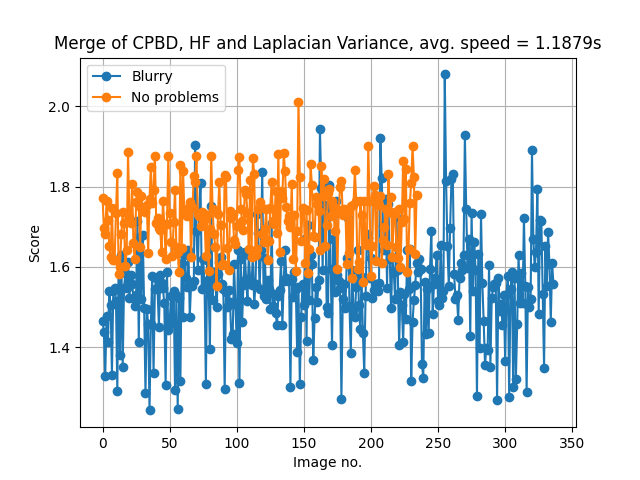 Merge of CPBD, HF and Laplacian Variance, avg. speed = 1.1879s
Blurry
No problems
2.0
1.8
1.6
1.4
Score
0 50 100 150 200 250 300 350
Image no.